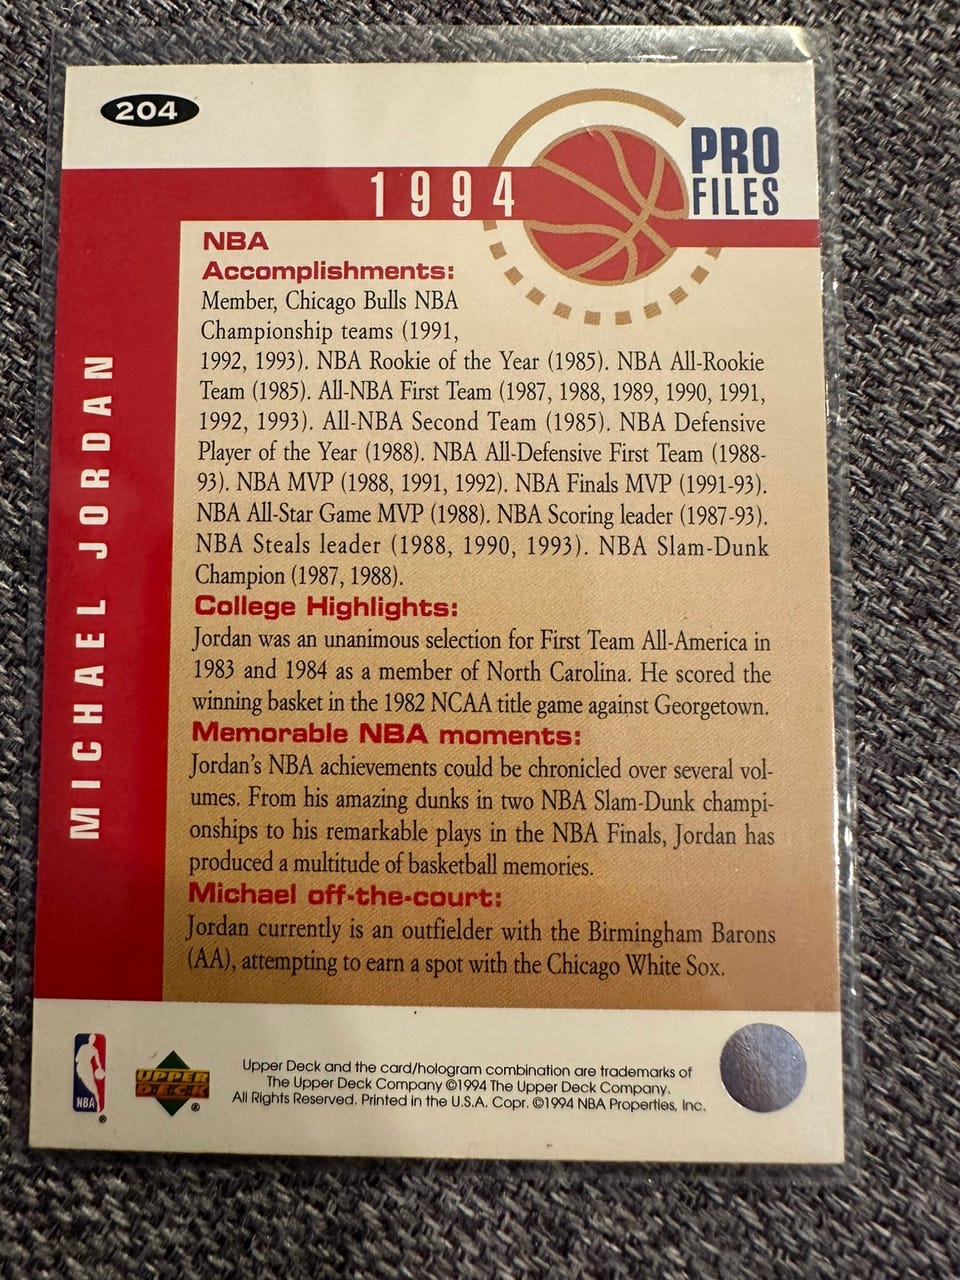 204
PRO
FILES
1994
MICHAEL JORDAN
NBA
Accomplishments:
Member, Chicago Bulls NBA
Championship teams (1991,
1992, 1993). NBA Rookie of the Year (1985). NBA All-Rookie
Team (1985). All-NBA First Team (1987, 1988, 1989, 1990, 1991,
1992, 1993). All-NBA Second Team (1985). NBA Defensive
Player of the Year (1988). NBA All-Defensive First Team (1988-
93). NBA MVP (1988, 1991, 1992). NBA Finals MVP (1991-93).
NBA All-Star Game MVP (1988). NBA Scoring leader (1987-93).
NBA Steals leader (1988, 1990, 1993). NBA Slam-Dunk
Champion (1987, 1988).
College Highlights:
Jordan was an unanimous selection for First Team All-America in
1983 and 1984 as a member of North Carolina. He scored the
winning basket in the 1982 NCAA title game against Georgetown.
Memorable NBA moments:
Jordan's NBA achievements could be chronicled over several vol-
umes. From his amazing dunks in two NBA Slam-Dunk champi-
onships to his remarkable plays in the NBA Finals, Jordan has
produced a multitude of basketball memories.
Michael off-the-court:
Jordan currently is an outfielder with the Birmingham Barons
(AA), attempting to earn a spot with the Chicago White Sox.
NBA
®
UPPER
DECK
®
Upper Deck and the card/hologram combination are trademarks of
The Upper Deck Company ©1994 The Upper Deck Company.
All Rights Reserved. Printed in the U.S.A. Copr. ©1994 NBA Properties, Inc.